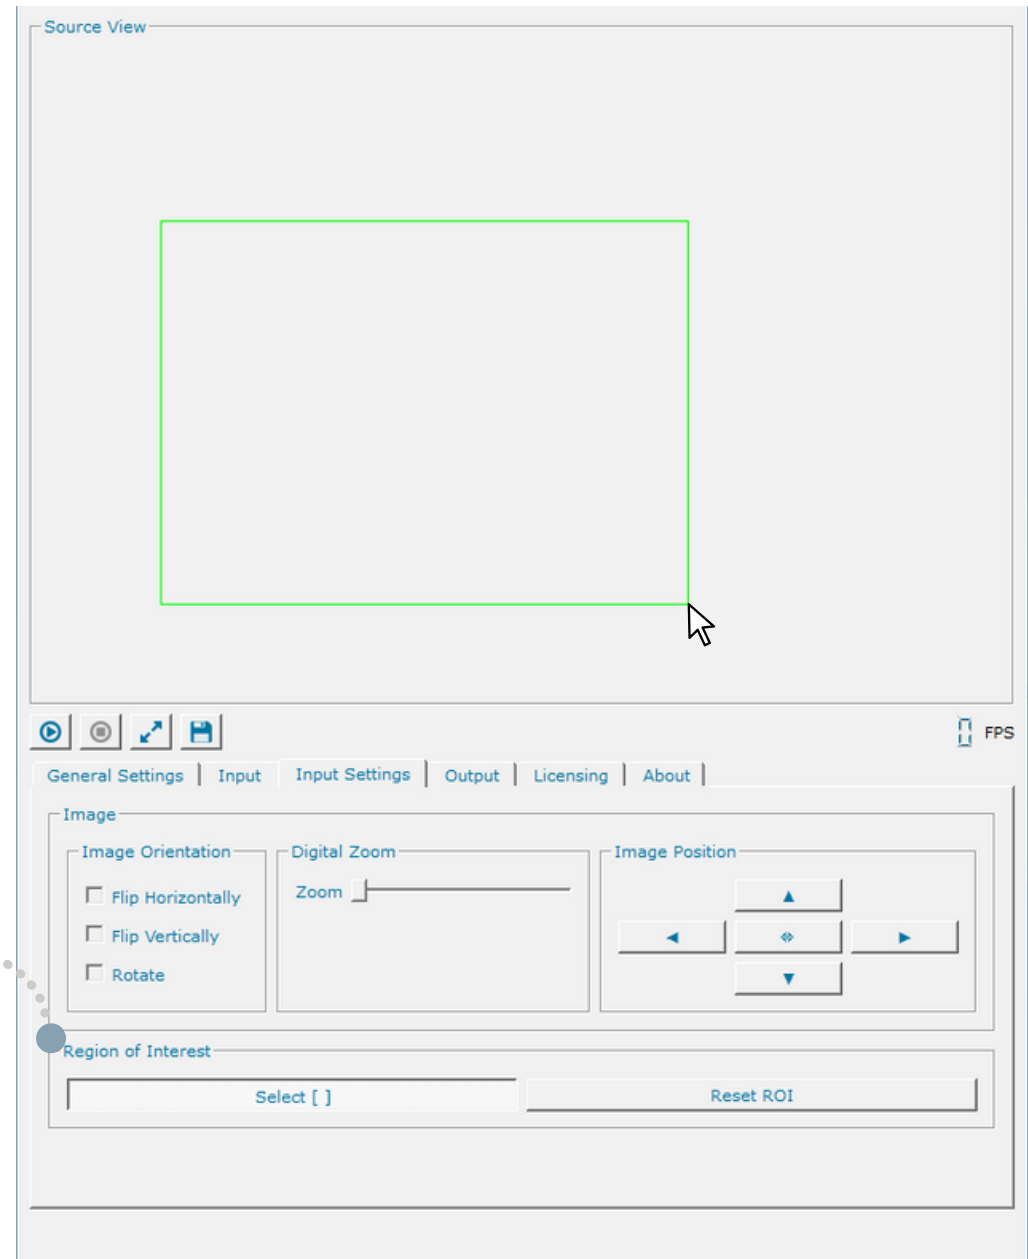 Source View
0 FPS
General Settings Input Input Settings Output Licensing About
Image
Image Orientation Digital Zoom Image Position
Flip Horizontally Zoom
Flip Vertically
Rotate
Region of Interest
Select [ ] Reset ROI